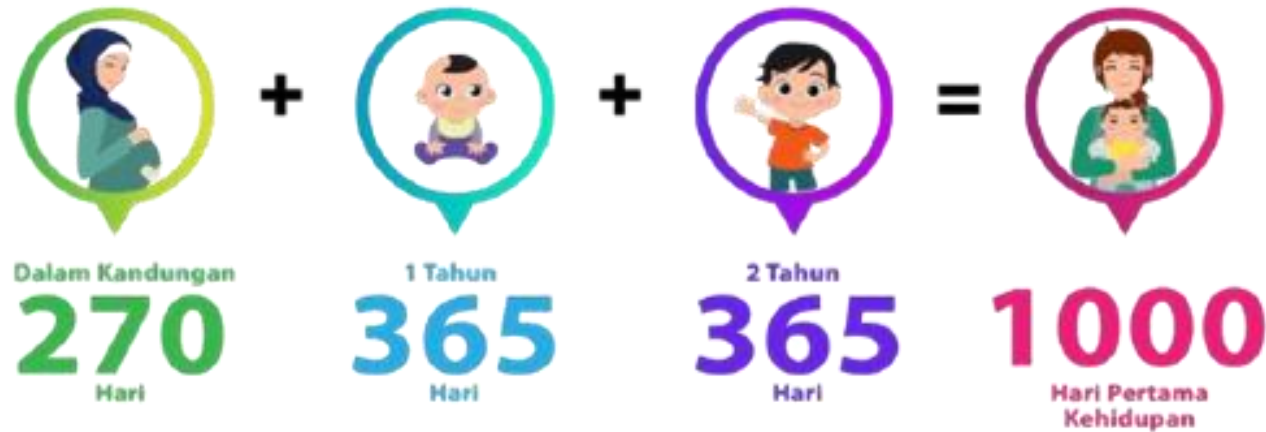 + + =
Dalam Kandungan
270
Hari
1 Tahun
365
Hari
2 Tahun
365
Hari
1000
Hari Pertama
Kehidupan